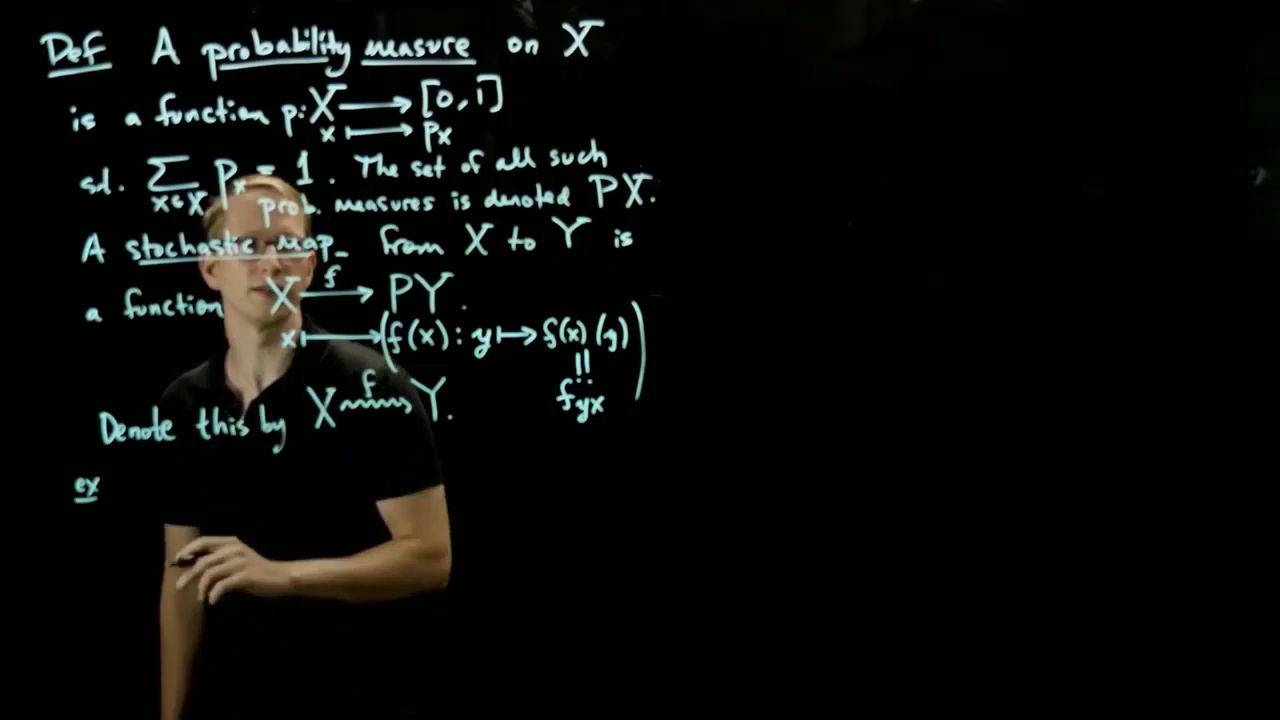 Def A probability measure on X
is a function p: X ⟶ [0,1]
x ⟼ px
s.t. ∑ px = 1. The set of all such
x∈X prob. measures is denoted PX.
A stochastic map from X to Y is
a function X —f→ PY.
x ⟼ (f(x): y ⟼ f(x)(y))
‖
fyx
Denote this by X ~f~> Y.
ex